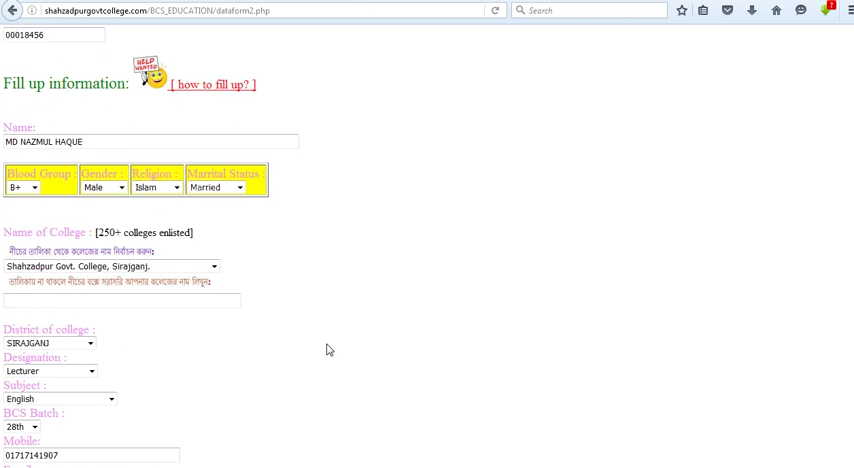 shahzadpurgovtcollege.com/BCS_EDUCATION/dataform2.php
Search
?
00018456
HELP WANTED
Fill up information: [ how to fill up? ]
Name:
MD NAZMUL HAQUE
Blood Group : Gender : Religion : Marrital Status :
B+ Male Islam Married
Name of College : [250+ colleges enlisted]
নীচের তালিকা থেকে কলেজের নাম নির্বাচন করুন:
Shahzadpur Govt. College, Sirajganj.
তালিকায় না থাকলে নীচের বক্সে সরাসরি আপনার কলেজের নাম লিখুন:
District of college :
SIRAJGANJ
Designation :
Lecturer
Subject :
English
BCS Batch :
28th
Mobile:
01717141907